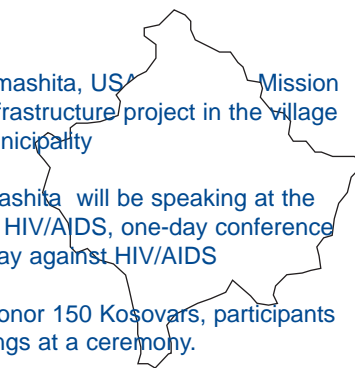 mashita, USA Mission
frastructure project in the village
nicipality
ashita will be speaking at the
HIV/AIDS, one-day conference
ay against HIV/AIDS
onor 150 Kosovars, participants
ngs at a ceremony.